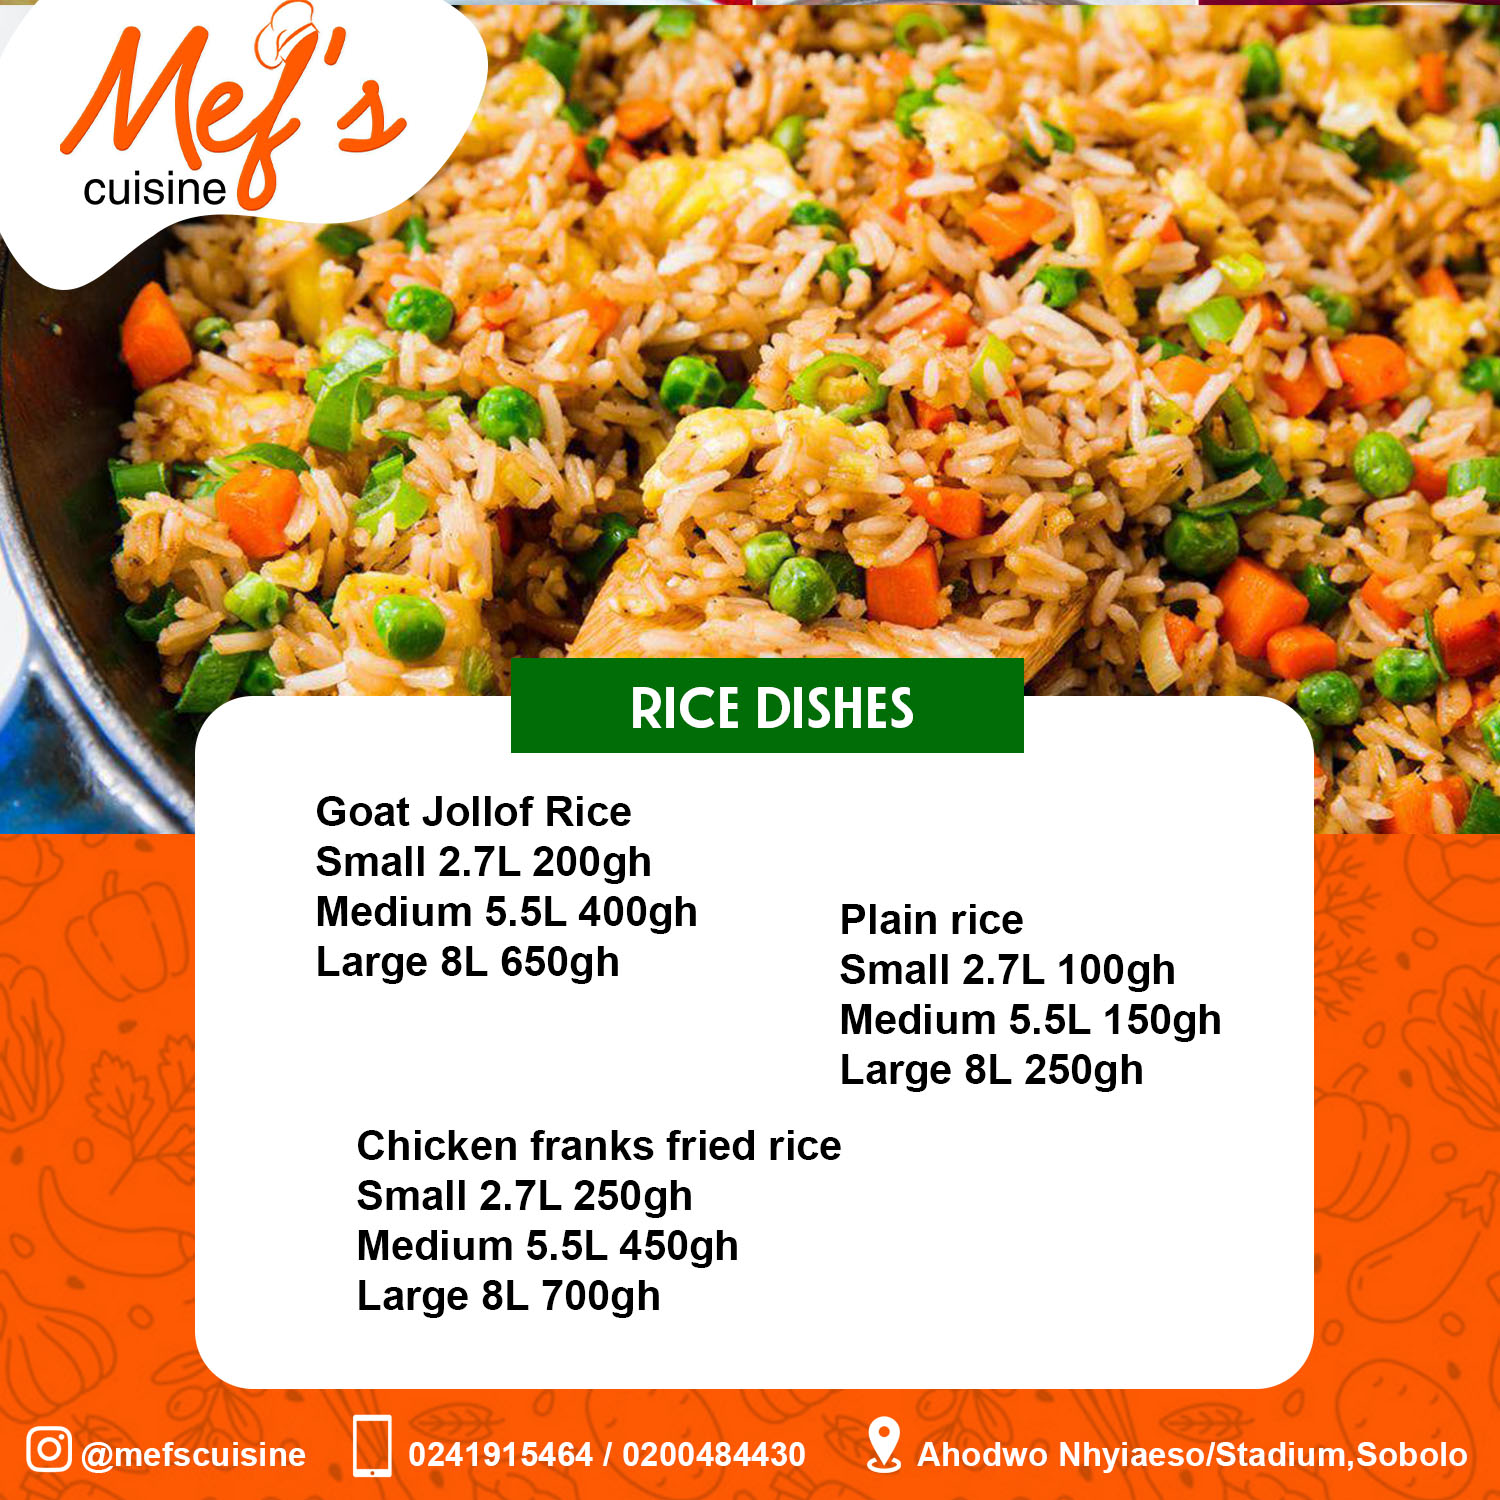 Mef's
cuisine
RICE DISHES
Goat Jollof Rice
Small 2.7L 200gh
Medium 5.5L 400gh
Large 8L 650gh
Plain rice
Small 2.7L 100gh
Medium 5.5L 150gh
Large 8L 250gh
Chicken franks fried rice
Small 2.7L 250gh
Medium 5.5L 450gh
Large 8L 700gh
@mefscuisine
0241915464 / 0200484430
Ahodwo Nhyiaeso/Stadium,Sobolo